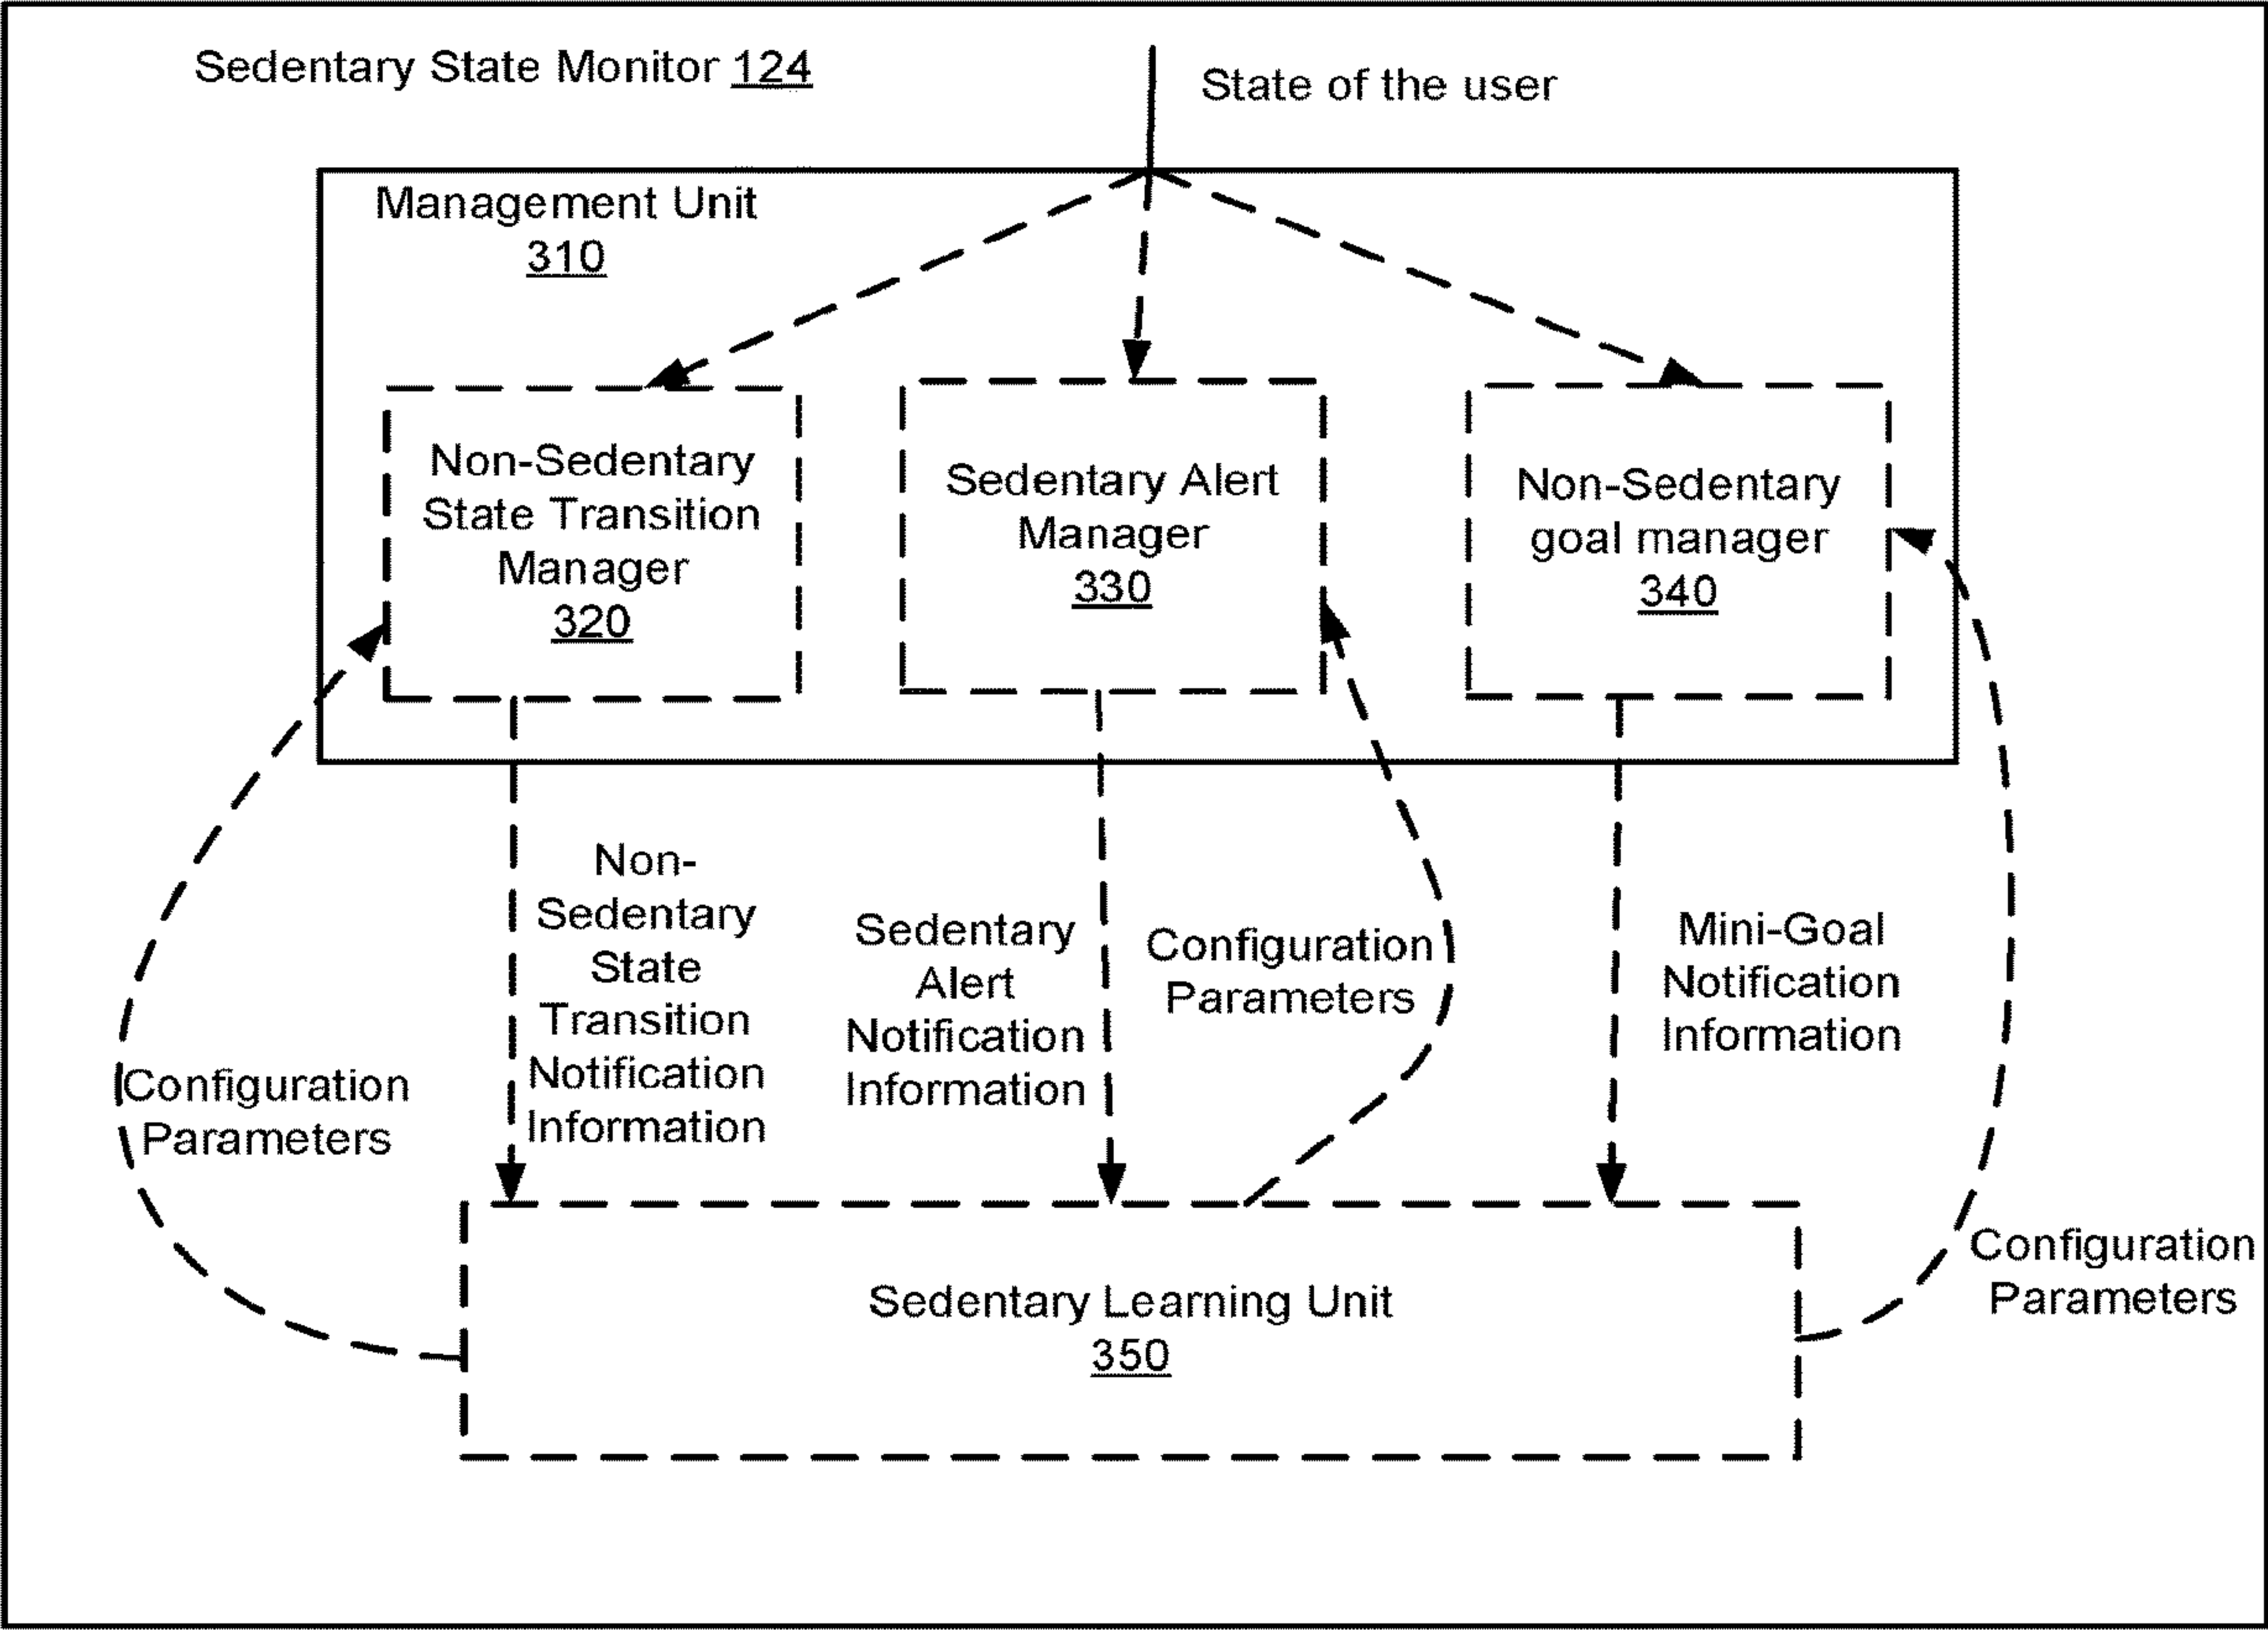 Sedentary State Monitor 124
State of the user
Management Unit
310
Non-Sedentary
State Transition
Manager
320
Sedentary Alert
Manager
330
Non-Sedentary
goal manager
340
Non-
Sedentary
State
Transition
Notification
Information
Sedentary
Alert
Notification
Information
Configuration
Parameters
Mini-Goal
Notification
Information
Configuration
Parameters
Configuration
Parameters
Sedentary Learning Unit
350